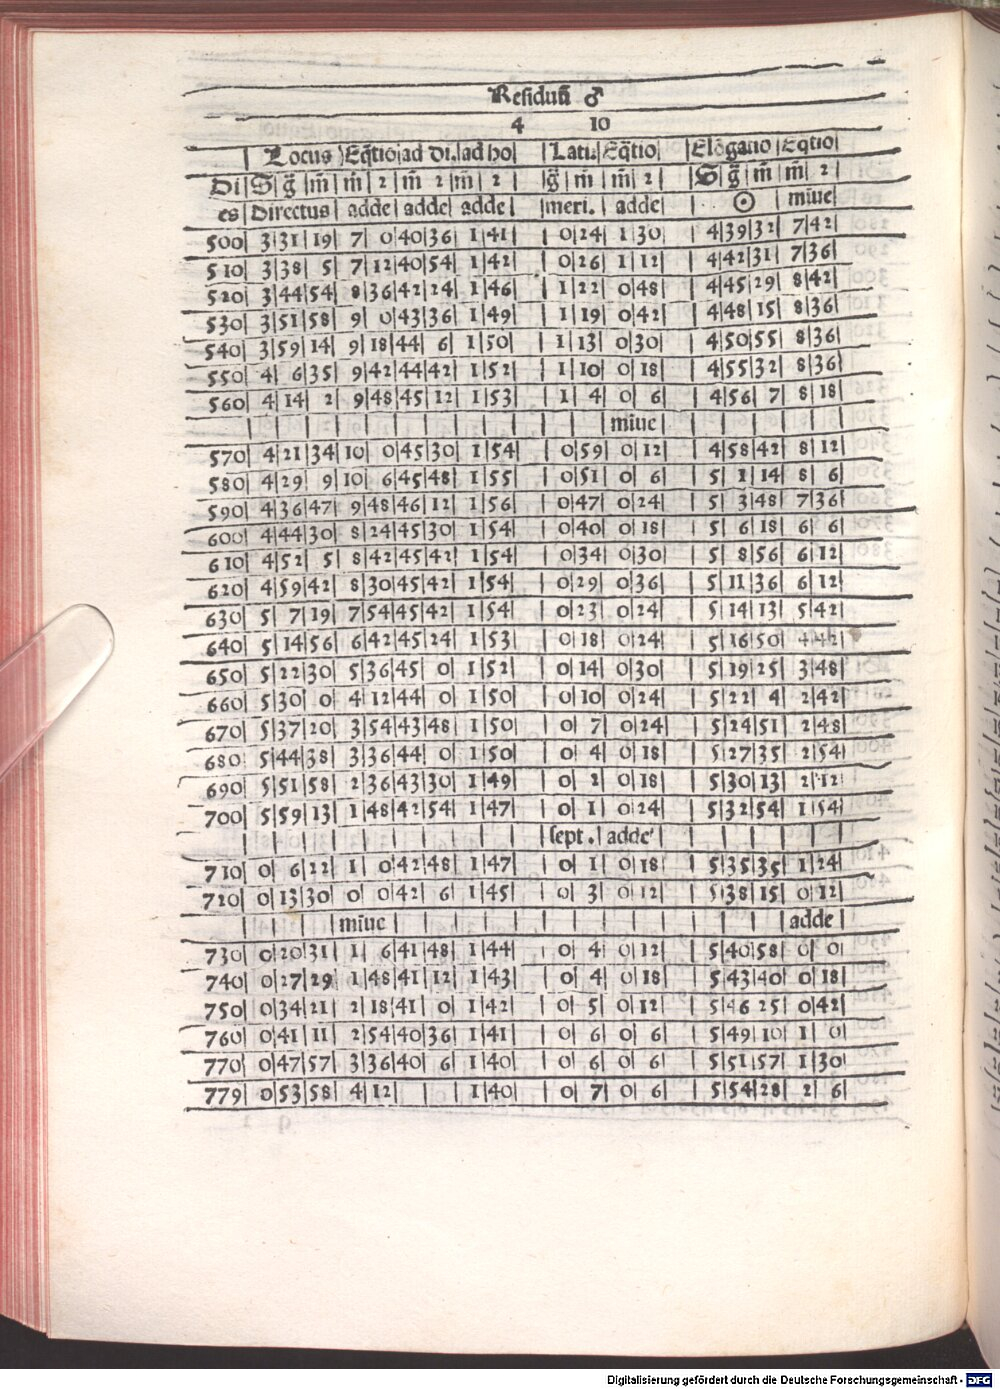 Residuū ♂
4 10
Locus | Eq̄tio | ad di. | ad ho | Latu | Eq̄tio | Elōgatio | Eq̄tio
Di | S | g̃ | m̃ | m̃ | 2 | m̃ | 2 | m̃ | 2 | g̃ | m̃ | m̃ | 2 | S | g̃ | m̃ | m̃ | 2
es | Directus | adde | adde | adde | meri. | adde | ☉ | miue
500 | 3 | 31 | 19 | 7 | 0 | 40 | 36 | 1 | 41 | 0 | 24 | 1 | 30 | 4 | 39 | 32 | 7 | 42
510 | 3 | 38 | 5 | 7 | 12 | 40 | 54 | 1 | 42 | 0 | 26 | 1 | 12 | 4 | 42 | 31 | 7 | 36
520 | 3 | 44 | 54 | 8 | 36 | 42 | 24 | 1 | 46 | 1 | 22 | 0 | 48 | 4 | 45 | 29 | 8 | 42
530 | 3 | 51 | 58 | 9 | 0 | 43 | 36 | 1 | 49 | 1 | 19 | 0 | 42 | 4 | 48 | 15 | 8 | 36
540 | 3 | 59 | 14 | 9 | 18 | 44 | 6 | 1 | 50 | 1 | 13 | 0 | 30 | 4 | 50 | 55 | 8 | 36
550 | 4 | 6 | 35 | 9 | 42 | 44 | 42 | 1 | 52 | 1 | 10 | 0 | 18 | 4 | 55 | 32 | 8 | 36
560 | 4 | 14 | 2 | 9 | 48 | 45 | 12 | 1 | 53 | 1 | 4 | 0 | 6 | 4 | 56 | 7 | 8 | 18
miue
570 | 4 | 21 | 34 | 10 | 0 | 45 | 30 | 1 | 54 | 0 | 59 | 0 | 12 | 4 | 58 | 42 | 8 | 12
580 | 4 | 29 | 9 | 10 | 6 | 45 | 48 | 1 | 55 | 0 | 51 | 0 | 6 | 5 | 1 | 14 | 8 | 6
590 | 4 | 36 | 47 | 9 | 48 | 46 | 12 | 1 | 56 | 0 | 47 | 0 | 24 | 5 | 3 | 48 | 7 | 36
600 | 4 | 44 | 30 | 8 | 24 | 45 | 30 | 1 | 54 | 0 | 40 | 0 | 18 | 5 | 6 | 18 | 6 | 6
610 | 4 | 52 | 5 | 8 | 42 | 45 | 42 | 1 | 54 | 0 | 34 | 0 | 30 | 5 | 8 | 56 | 6 | 12
620 | 4 | 59 | 42 | 8 | 30 | 45 | 42 | 1 | 54 | 0 | 29 | 0 | 36 | 5 | 11 | 36 | 6 | 12
630 | 5 | 7 | 19 | 7 | 54 | 45 | 42 | 1 | 54 | 0 | 23 | 0 | 24 | 5 | 14 | 13 | 5 | 42
640 | 5 | 14 | 56 | 6 | 42 | 45 | 24 | 1 | 53 | 0 | 18 | 0 | 24 | 5 | 16 | 50 | 4 | 42
650 | 5 | 22 | 30 | 5 | 36 | 45 | 0 | 1 | 52 | 0 | 14 | 0 | 30 | 5 | 19 | 25 | 3 | 48
660 | 5 | 30 | 0 | 4 | 12 | 44 | 0 | 1 | 50 | 0 | 10 | 0 | 24 | 5 | 22 | 4 | 2 | 42
670 | 5 | 37 | 20 | 3 | 54 | 43 | 48 | 1 | 50 | 0 | 7 | 0 | 24 | 5 | 24 | 51 | 2 | 48
680 | 5 | 44 | 38 | 3 | 36 | 44 | 0 | 1 | 50 | 0 | 4 | 0 | 18 | 5 | 27 | 35 | 2 | 54
690 | 5 | 51 | 58 | 2 | 36 | 43 | 30 | 1 | 49 | 0 | 2 | 0 | 18 | 5 | 30 | 13 | 2 | 12
700 | 5 | 59 | 13 | 1 | 48 | 42 | 54 | 1 | 47 | 0 | 1 | 0 | 24 | 5 | 32 | 54 | 1 | 54
sept. | adde
710 | 0 | 6 | 22 | 1 | 0 | 42 | 48 | 1 | 47 | 0 | 1 | 0 | 18 | 5 | 35 | 35 | 1 | 24
720 | 0 | 13 | 30 | 0 | 0 | 42 | 6 | 1 | 45 | 0 | 3 | 0 | 12 | 5 | 38 | 15 | 0 | 12
miue | adde
730 | 0 | 20 | 31 | 1 | 6 | 41 | 48 | 1 | 44 | 0 | 4 | 0 | 12 | 5 | 40 | 58 | 0 | 0
740 | 0 | 27 | 29 | 1 | 48 | 41 | 12 | 1 | 43 | 0 | 4 | 0 | 18 | 5 | 43 | 40 | 0 | 18
750 | 0 | 34 | 21 | 2 | 18 | 41 | 0 | 1 | 42 | 0 | 5 | 0 | 12 | 5 | 46 | 25 | 0 | 42
760 | 0 | 41 | 11 | 2 | 54 | 40 | 36 | 1 | 41 | 0 | 6 | 0 | 6 | 5 | 49 | 10 | 1 | 0
770 | 0 | 47 | 57 | 3 | 36 | 40 | 6 | 1 | 40 | 0 | 6 | 0 | 6 | 5 | 51 | 57 | 1 | 30
779 | 0 | 53 | 58 | 4 | 12 | 1 | 40 | 0 | 7 | 0 | 6 | 5 | 54 | 28 | 2 | 6
Digitalisierung gefördert durch die Deutsche Forschungsgemeinschaft - DFG